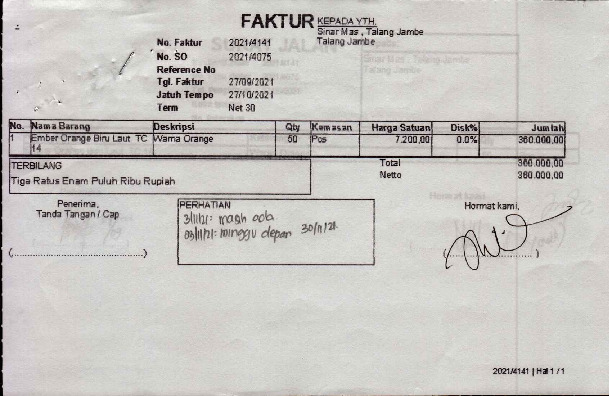 FAKTUR
KEPADA YTH.
Sinar Mas , Talang Jambe
Talang Jambe
No. Faktur 2021/4141
No. SO 2021/4075
Reference No
Tgl. Faktur 27/09/2021
Jatuh Tempo 27/10/2021
Term Net 30
No. Nama Barang Deskripsi Qty Kemasan Harga Satuan Disk% Jumlah
1 Ember Orange Biru Laut TC Warna Orange 50 Pcs 7.200,00 0.0% 360.000,00
14
TERBILANG
Tiga Ratus Enam Puluh Ribu Rupiah
Total 360.000,00
Netto 360.000,00
Penerima,
Tanda Tangan / Cap
(........................................)
PERHATIAN
3/11/21: masih ada
03/11/21: minggu depan 30/11/21
Hormat kami,
(............................)
2021/4141 | Hal 1 / 1